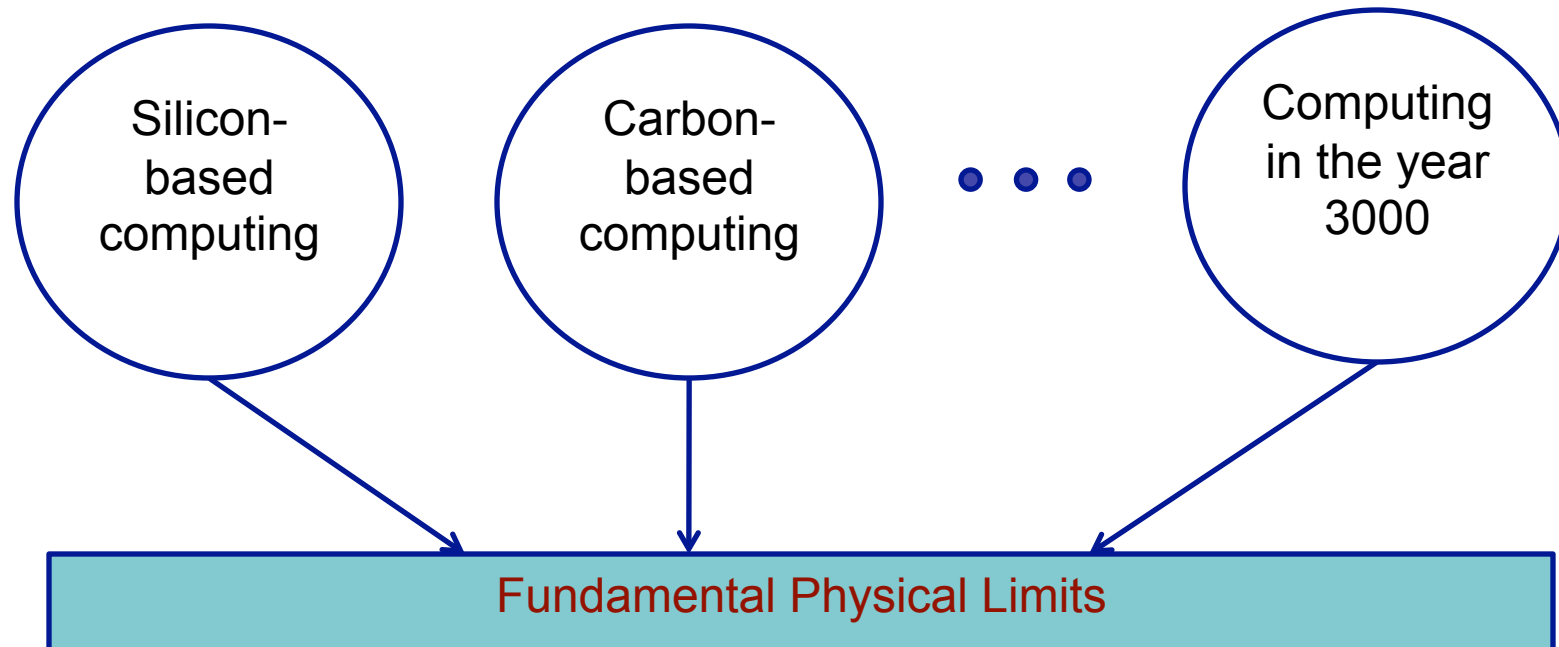 Silicon-
based
computing
Carbon-
based
computing
Computing
in the year
3000
Fundamental Physical Limits